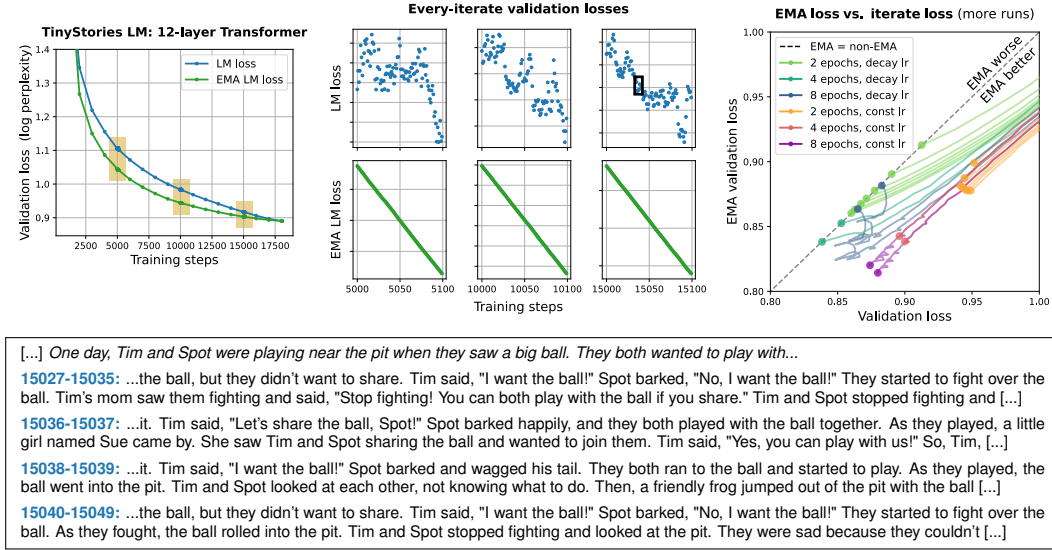 TinyStories LM: 12-layer Transformer
Validation loss (log perplexity)
1.4
1.3
1.2
1.1
1.0
0.9
LM loss
EMA LM loss
2500 5000 7500 10000 12500 15000 17500
Training steps
Every-iterate validation losses
LM loss
EMA LM loss
5000 5050 5100
10000 10050 10100
15000 15050 15100
Training steps
EMA loss vs. iterate loss (more runs)
EMA validation loss
1.00
0.95
0.90
0.85
0.80
EMA = non-EMA
2 epochs, decay lr
4 epochs, decay lr
8 epochs, decay lr
2 epochs, const lr
4 epochs, const lr
8 epochs, const lr
EMA worse
EMA better
0.80 0.85 0.90 0.95 1.00
Validation loss
[...] One day, Tim and Spot were playing near the pit when they saw a big ball. They both wanted to play with...
15027-15035: ...the ball, but they didn't want to share. Tim said, "I want the ball!" Spot barked, "No, I want the ball!" They started to fight over the
ball. Tim's mom saw them fighting and said, "Stop fighting! You can both play with the ball if you share." Tim and Spot stopped fighting and [...]
15036-15037: ...it. Tim said, "Let's share the ball, Spot!" Spot barked happily, and they both played with the ball together. As they played, a little
girl named Sue came by. She saw Tim and Spot sharing the ball and wanted to join them. Tim said, "Yes, you can play with us!" So, Tim, [...]
15038-15039: ...it. Tim said, "I want the ball!" Spot barked and wagged his tail. They both ran to the ball and started to play. As they played, the
ball went into the pit. Tim and Spot looked at each other, not knowing what to do. Then, a friendly frog jumped out of the pit with the ball [...]
15040-15049: ...the ball, but they didn't want to share. Tim said, "I want the ball!" Spot barked, "No, I want the ball!" They started to fight over the
ball. As they fought, the ball rolled into the pit. Tim and Spot stopped fighting and looked at the pit. They were sad because they couldn't [...]